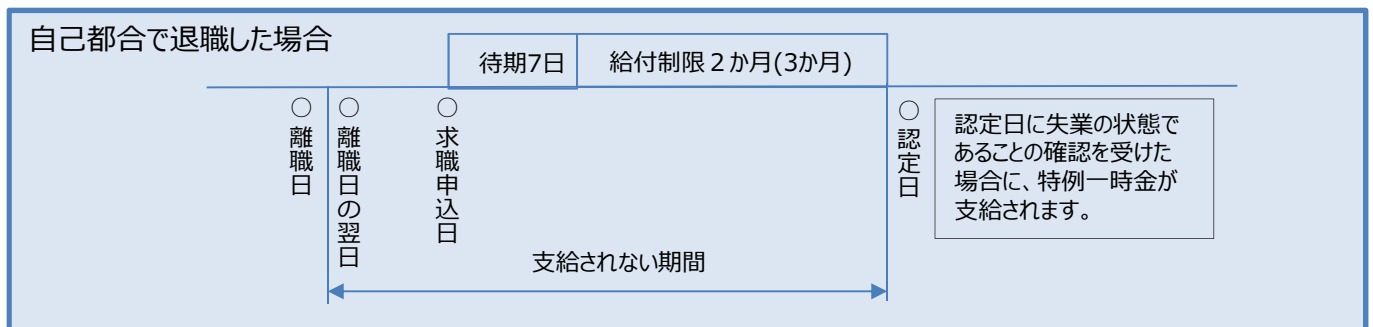 自己都合で退職した場合
待期7日
給付制限２か月(3か月)
○離職日
○離職日の翌日
○求職申込日
○認定日
認定日に失業の状態で
あることの確認を受けた
場合に、特例一時金が
支給されます。
支給されない期間